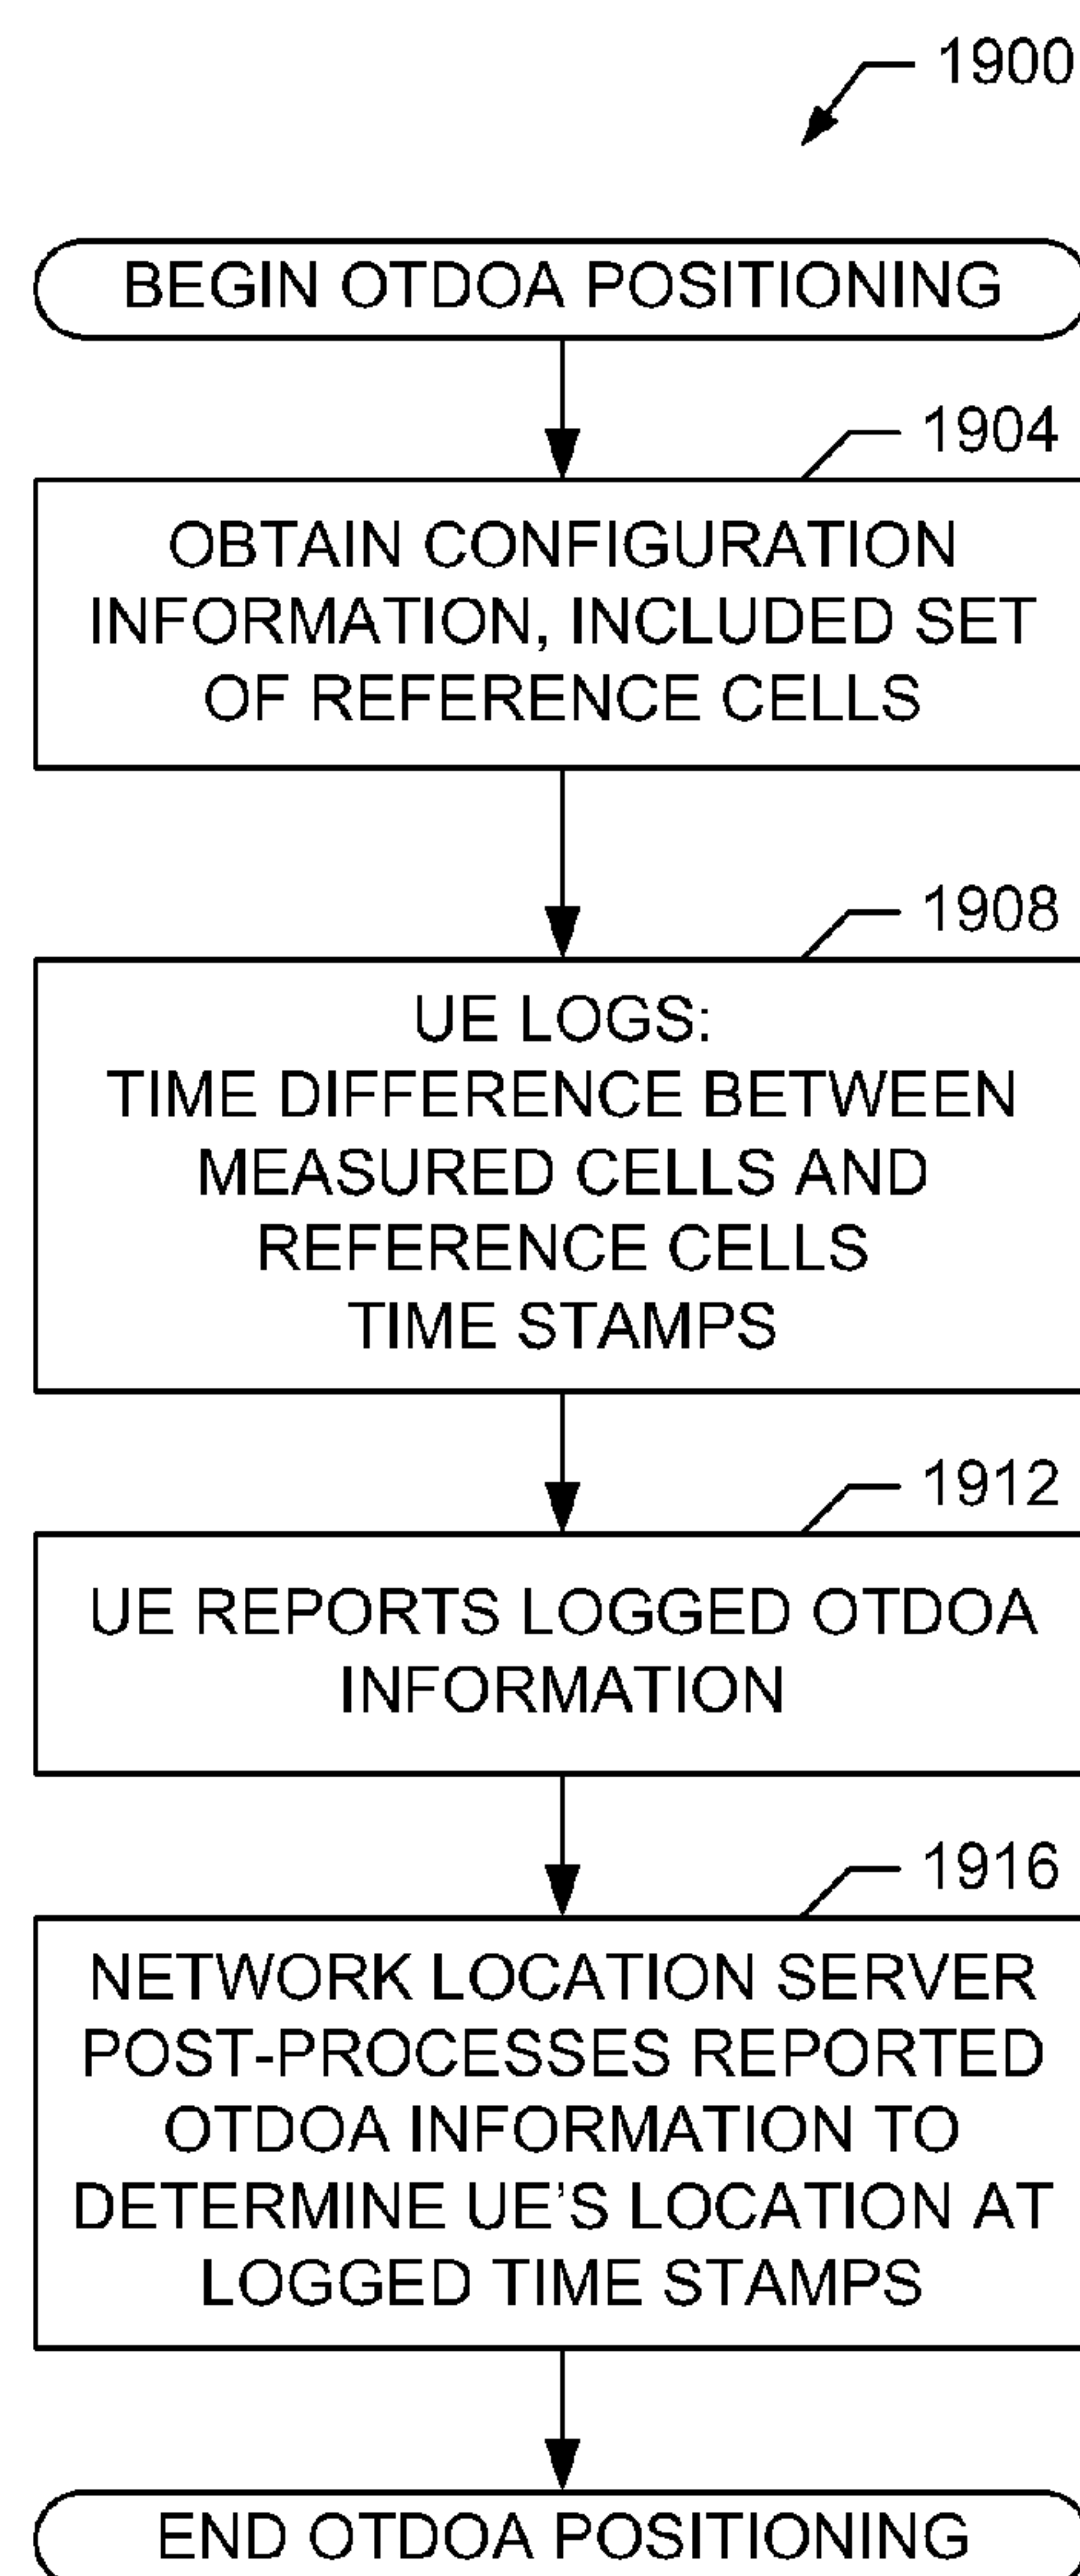 1900
BEGIN OTDOA POSITIONING
1904
OBTAIN CONFIGURATION
INFORMATION, INCLUDED SET
OF REFERENCE CELLS
1908
UE LOGS:
TIME DIFFERENCE BETWEEN
MEASURED CELLS AND
REFERENCE CELLS
TIME STAMPS
1912
UE REPORTS LOGGED OTDOA
INFORMATION
1916
NETWORK LOCATION SERVER
POST-PROCESSES REPORTED
OTDOA INFORMATION TO
DETERMINE UE'S LOCATION AT
LOGGED TIME STAMPS
END OTDOA POSITIONING